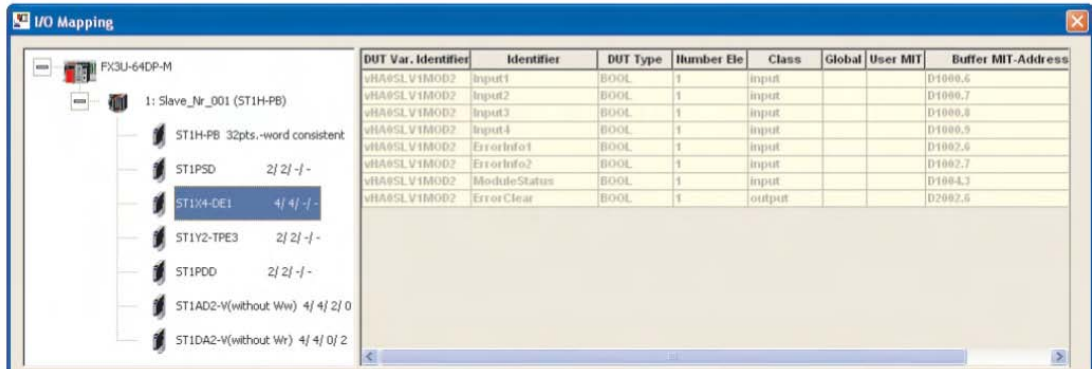 I/O Mapping
FX3U-64DP-M
1: Slave_Nr_001 (ST1H-PB)
ST1H-PB 32pts.-word consistent
ST1PSD 2/ 2/ -/ -
ST1X4-DE1 4/ 4/ -/ -
ST1Y2-TPE3 2/ 2/ -/ -
ST1PDD 2/ 2/ -/ -
ST1AD2-V(without Ww) 4/ 4/ 2/ 0
ST1DA2-V(without Wr) 4/ 4/ 0/ 2
DUT Var. Identifier Identifier DUT Type Number Ele Class Global User MIT Buffer MIT-Address
vHA0SLV1MOD2 Input1 BOOL 1 input D1000.6
vHA0SLV1MOD2 Input2 BOOL 1 input D1000.7
vHA0SLV1MOD2 Input3 BOOL 1 input D1000.8
vHA0SLV1MOD2 Input4 BOOL 1 input D1000.9
vHA0SLV1MOD2 ErrorInfo1 BOOL 1 input D1002.6
vHA0SLV1MOD2 ErrorInfo2 BOOL 1 input D1002.7
vHA0SLV1MOD2 ModuleStatus BOOL 1 input D1004.3
vHA0SLV1MOD2 ErrorClear BOOL 1 output D2002.6